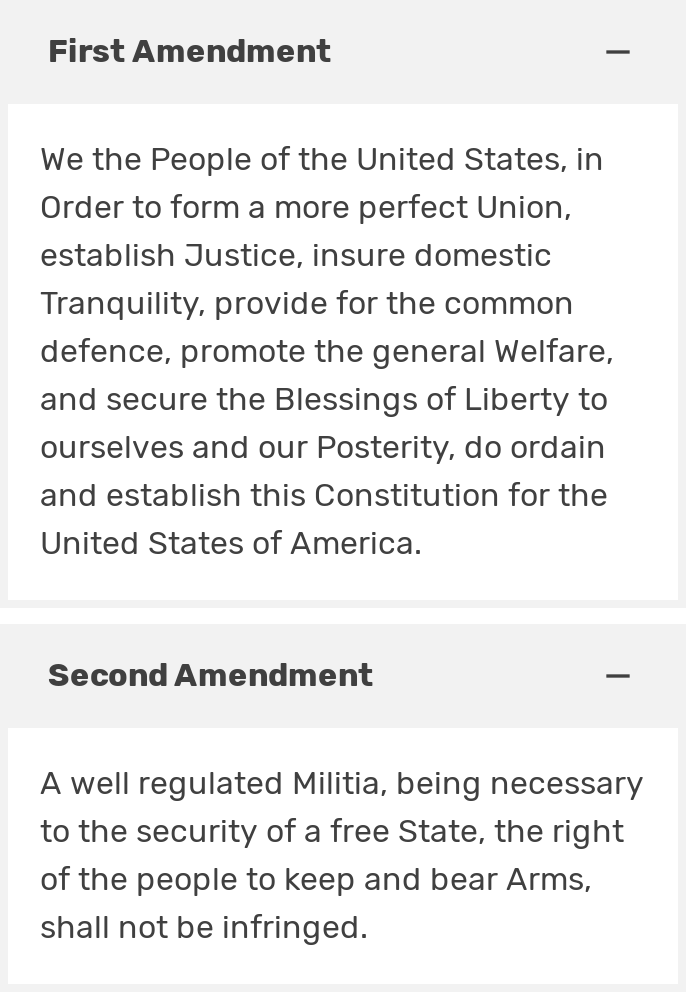 First Amendment
We the People of the United States, in
Order to form a more perfect Union,
establish Justice, insure domestic
Tranquility, provide for the common
defence, promote the general Welfare,
and secure the Blessings of Liberty to
ourselves and our Posterity, do ordain
and establish this Constitution for the
United States of America.
Second Amendment
A well regulated Militia, being necessary
to the security of a free State, the right
of the people to keep and bear Arms,
shall not be infringed.